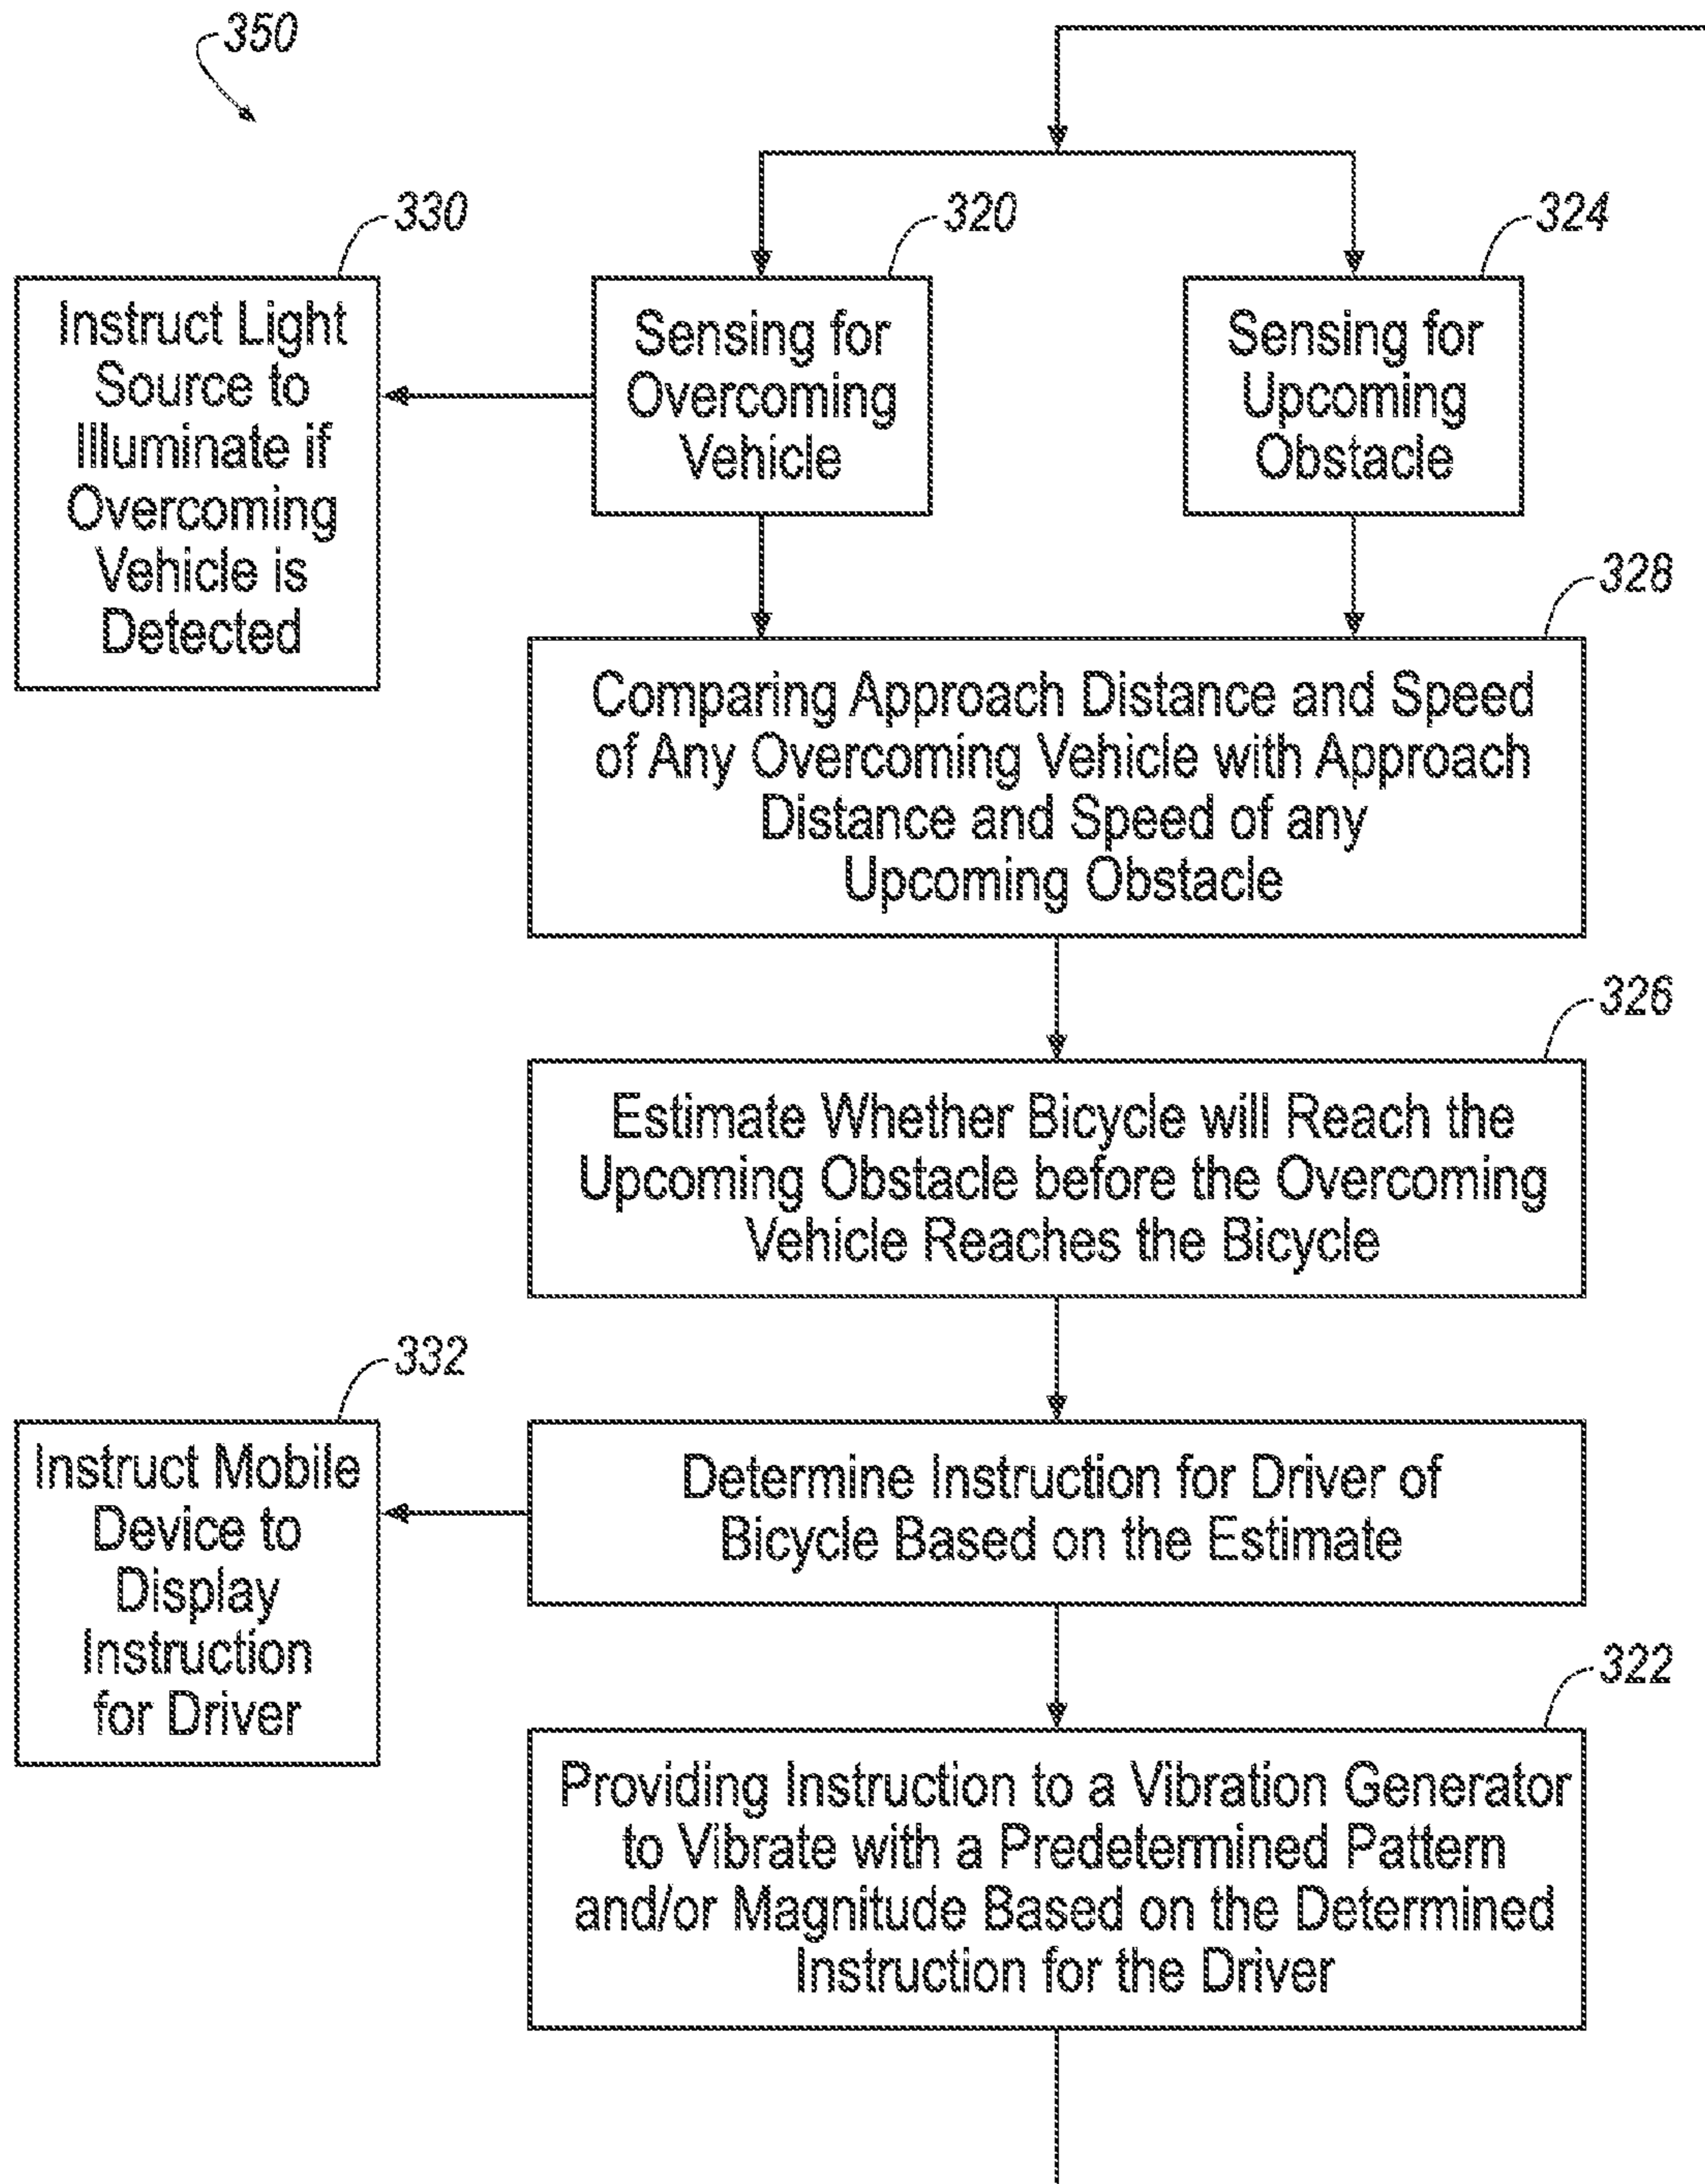 350
330
Instruct Light
Source to
Illuminate if
Overcoming
Vehicle is
Detected
320
Sensing for
Overcoming
Vehicle
324
Sensing for
Upcoming
Obstacle
328
Comparing Approach Distance and Speed
of Any Overcoming Vehicle with Approach
Distance and Speed of any
Upcoming Obstacle
326
Estimate Whether Bicycle will Reach the
Upcoming Obstacle before the Overcoming
Vehicle Reaches the Bicycle
332
Instruct Mobile
Device to
Display
Instruction
for Driver
Determine Instruction for Driver of
Bicycle Based on the Estimate
322
Providing Instruction to a Vibration Generator
to Vibrate with a Predetermined Pattern
and/or Magnitude Based on the Determined
Instruction for the Driver